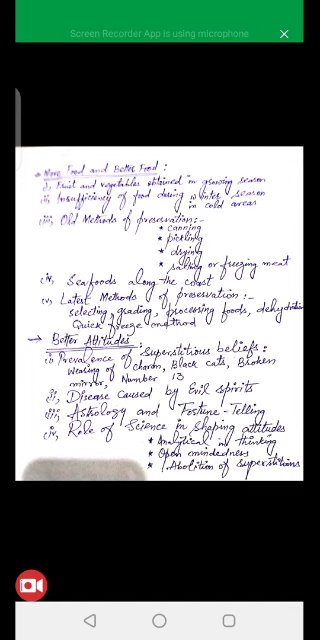 Screen Recorder App is using microphone
More Food and Better Food :
i, Fruit and vegetables obtained in growing season
ii, Insufficiency of food during winter season
in cold areas
iii, Old Methods of preservation:-
* canning
* pickling
* drying
* salting or freezing meat
iv, Seafoods along the coast
v, Latest Methods of preservation :-
selecting, grading, processing foods, dehydration
Quick freeze method
→ Better Attitudes :
i, Prevalence of Superstitious beliefs :
Wearing of charm, Black cats, Broken
mirror, Number 13
ii, Disease caused by Evil spirits
iii, Astrology and Fortune-Telling
iv, Role of Science in shaping attitudes
* Analytical in thinking
* Open mindedness
* Abolition of superstitions